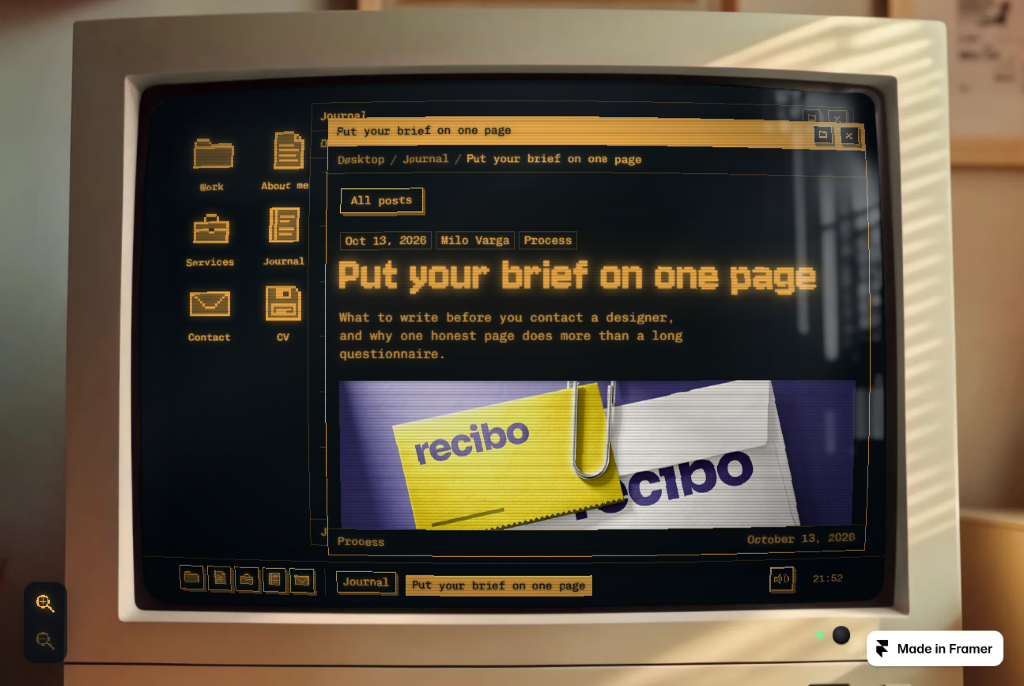 Journal
Put your brief on one page
Desktop / Journal / Put your brief on one page
Work
About me
All posts
Services
Journal
Oct 13, 2026
Milo Varga
Process
Put your brief on one page
Contact
CV
What to write before you contact a designer,
and why one honest page does more than a long
questionnaire.
recibo
recibo
Process
October 13, 2026
Journal
Put your brief on one page
21:52
Made in Framer